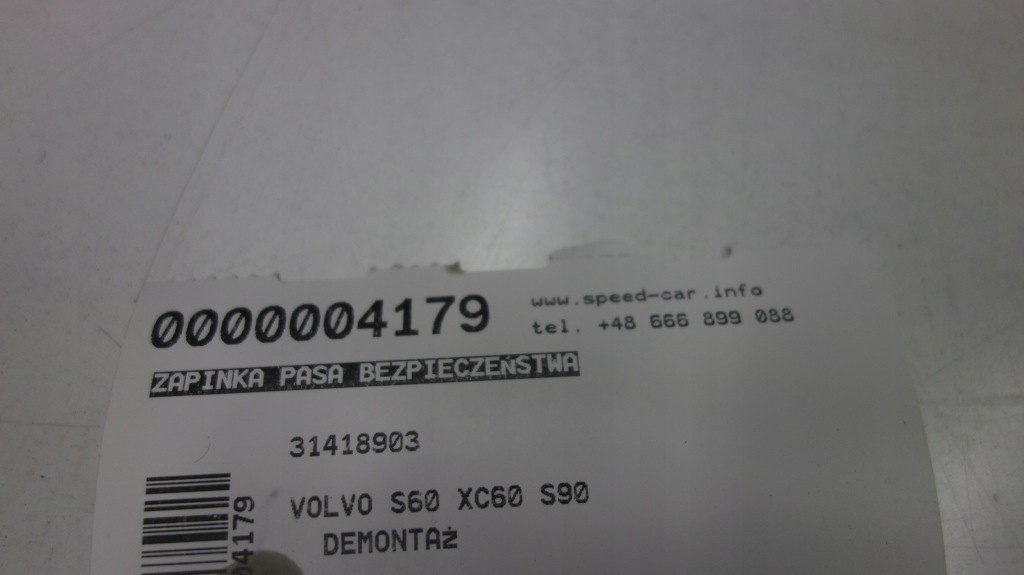 0000004179
www.speed-car.info
tel. +48 666 899 088
ZAPINKA PASA BEZPIECZEŃSTWA
31418903
VOLVO S60 XC60 S90
DEMONTAż